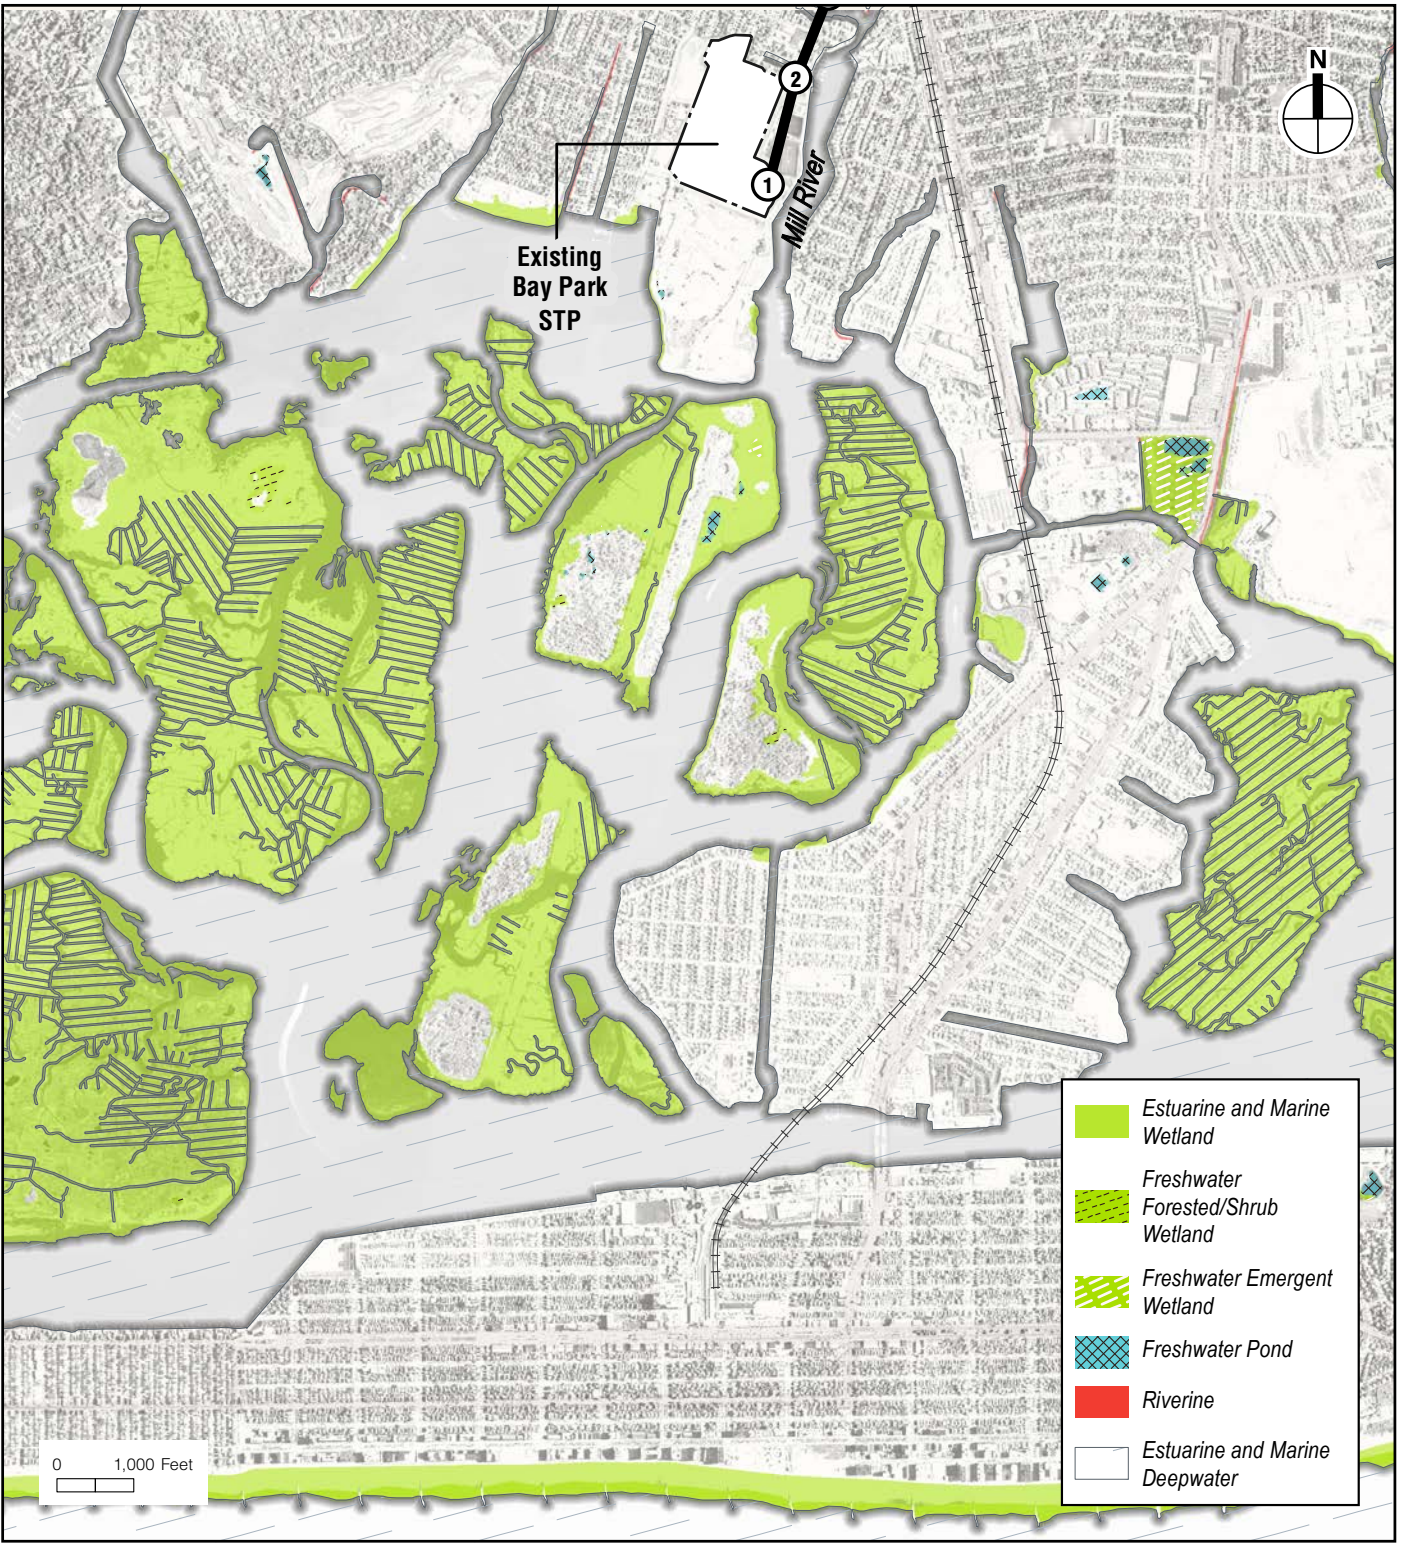 N
2
1
Mill River
Existing
Bay Park
STP
Estuarine and Marine
Wetland
Freshwater
Forested/Shrub
Wetland
Freshwater Emergent
Wetland
Freshwater Pond
Riverine
Estuarine and Marine
Deepwater
0 1,000 Feet